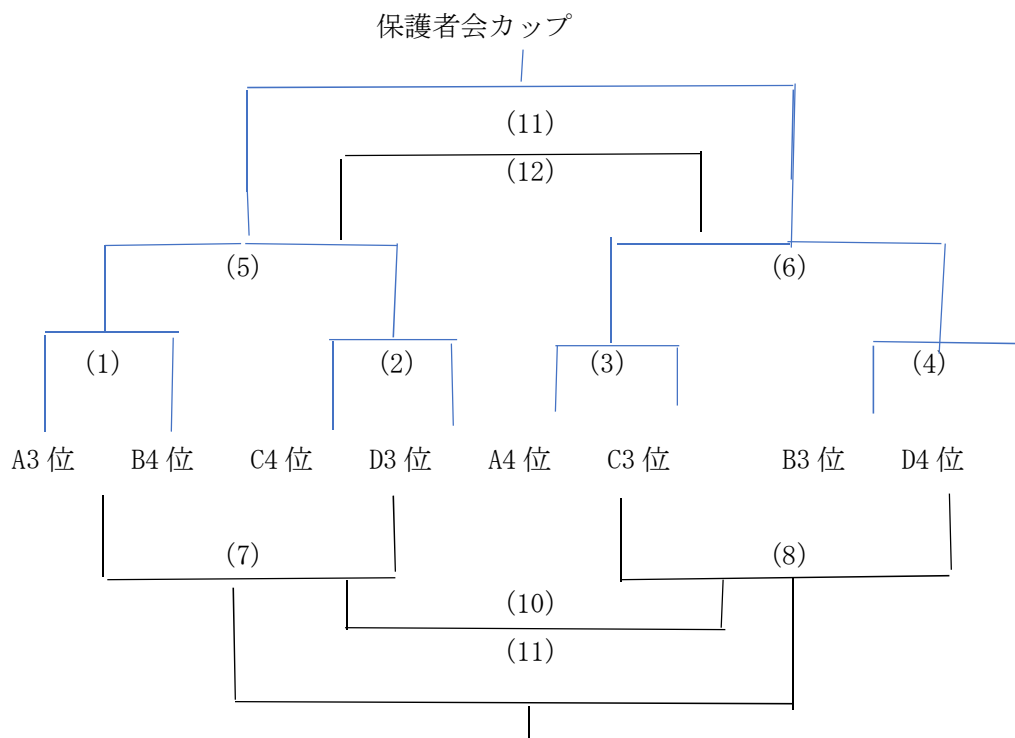 保護者会カップ
(11)
(12)
(5) (6)
(1) (2) (3) (4)
A3位 B4位 C4位 D3位 A4位 C3位 B3位 D4位
(7) (8)
(10)
(11)